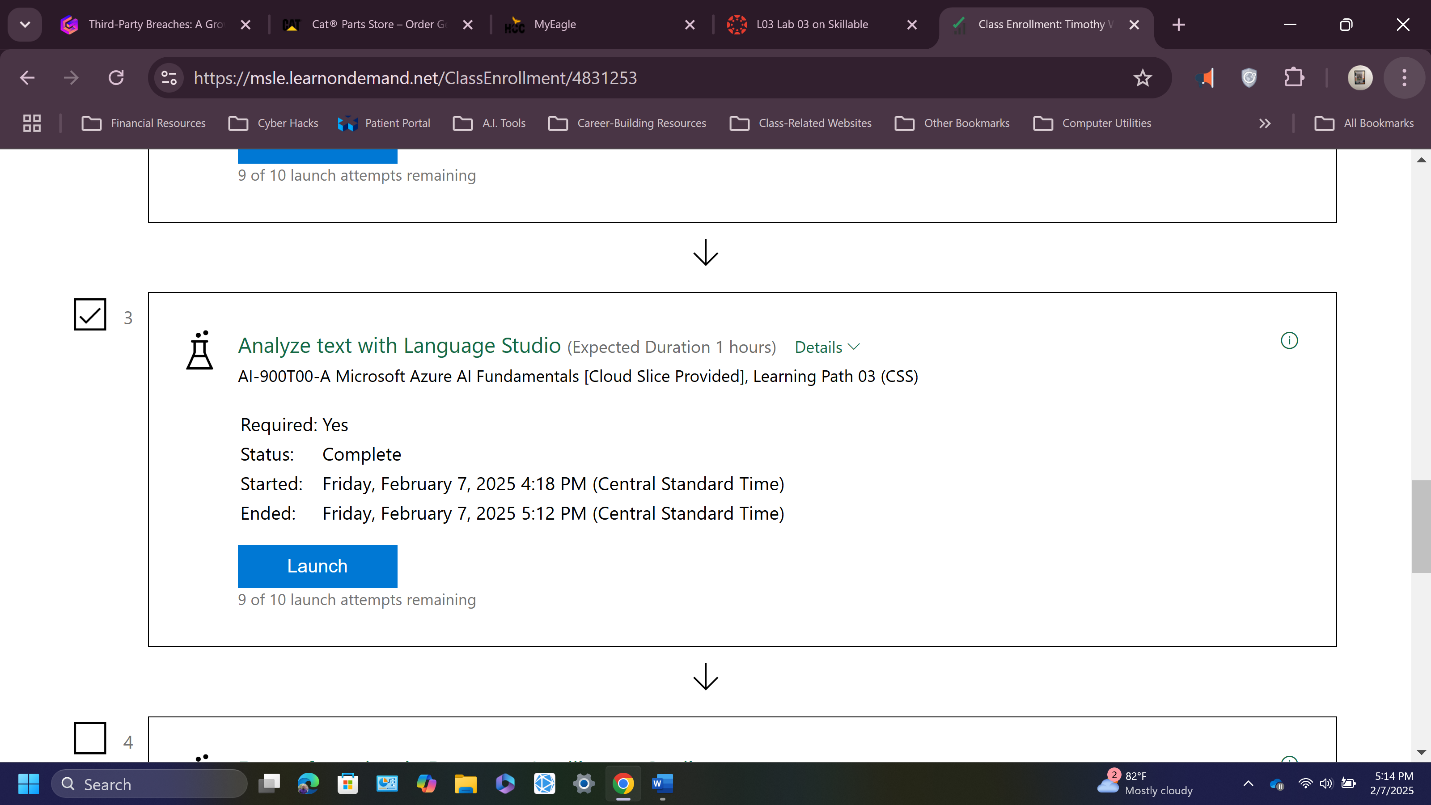 Third-Party Breaches: A Gro
Cat® Parts Store – Order G
MyEagle
L03 Lab 03 on Skillable
Class Enrollment: Timothy
https://msle.learnondemand.net/ClassEnrollment/4831253
Financial Resources
Cyber Hacks
Patient Portal
A.I. Tools
Career-Building Resources
Class-Related Websites
Other Bookmarks
Computer Utilities
All Bookmarks
9 of 10 launch attempts remaining
3
Analyze text with Language Studio (Expected Duration 1 hours) Details
AI-900T00-A Microsoft Azure AI Fundamentals [Cloud Slice Provided], Learning Path 03 (CSS)
Required: Yes
Status: Complete
Started: Friday, February 7, 2025 4:18 PM (Central Standard Time)
Ended: Friday, February 7, 2025 5:12 PM (Central Standard Time)
Launch
9 of 10 launch attempts remaining
4
Search
2
82°F
Mostly cloudy
5:14 PM
2/7/2025